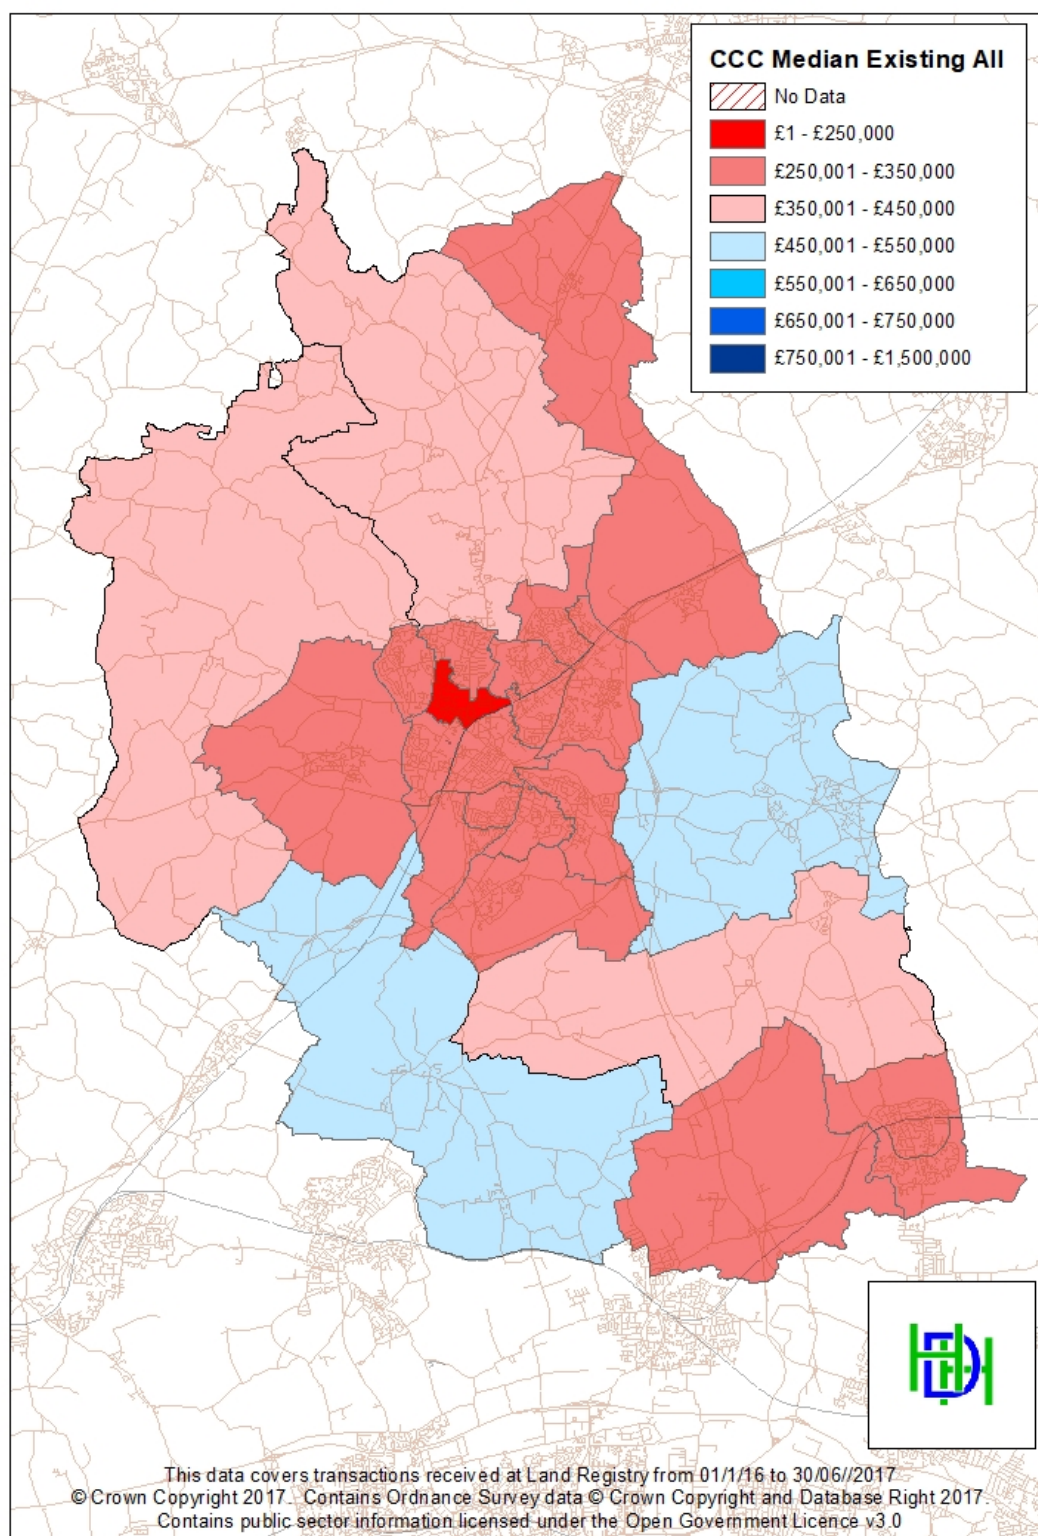 CCC Median Existing All
No Data
£1 - £250,000
£250,001 - £350,000
£350,001 - £450,000
£450,001 - £550,000
£550,001 - £650,000
£650,001 - £750,000
£750,001 - £1,500,000
HDH
This data covers transactions received at Land Registry from 01/1/16 to 30/06//2017
© Crown Copyright 2017. Contains Ordnance Survey data © Crown Copyright and Database Right 2017.
Contains public sector information licensed under the Open Government Licence v3.0